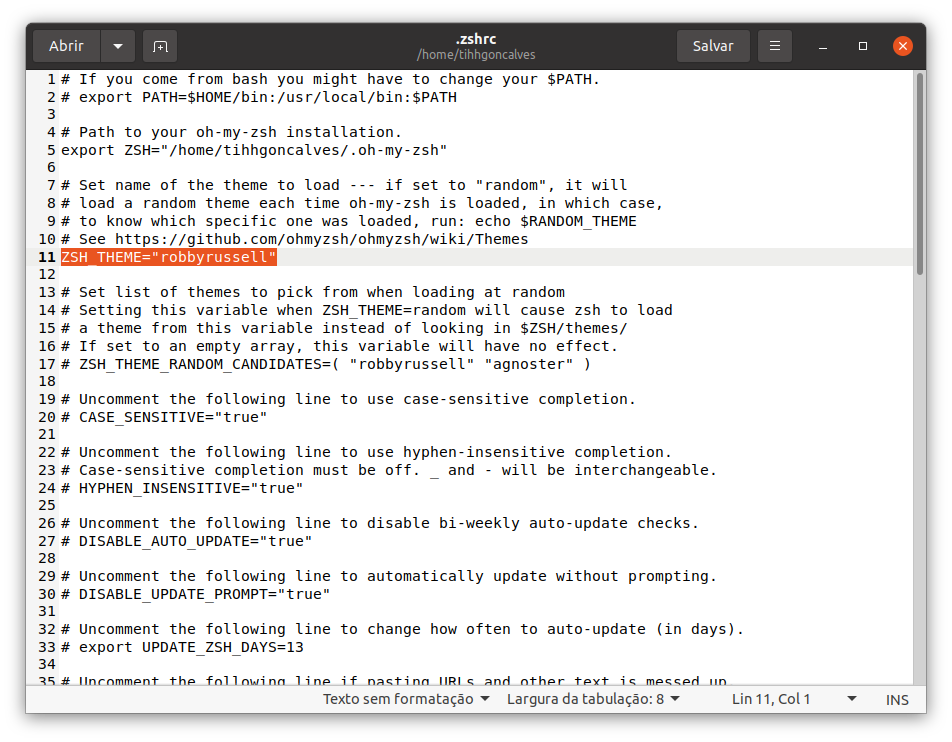 Abrir
.zshrc
/home/tihhgoncalves
Salvar
1 # If you come from bash you might have to change your $PATH.
2 # export PATH=$HOME/bin:/usr/local/bin:$PATH
3
4 # Path to your oh-my-zsh installation.
5 export ZSH="/home/tihhgoncalves/.oh-my-zsh"
6
7 # Set name of the theme to load --- if set to "random", it will
8 # load a random theme each time oh-my-zsh is loaded, in which case,
9 # to know which specific one was loaded, run: echo $RANDOM_THEME
10 # See https://github.com/ohmyzsh/ohmyzsh/wiki/Themes
11 ZSH_THEME="robbyrussell"
12
13 # Set list of themes to pick from when loading at random
14 # Setting this variable when ZSH_THEME=random will cause zsh to load
15 # a theme from this variable instead of looking in $ZSH/themes/
16 # If set to an empty array, this variable will have no effect.
17 # ZSH_THEME_RANDOM_CANDIDATES=( "robbyrussell" "agnoster" )
18
19 # Uncomment the following line to use case-sensitive completion.
20 # CASE_SENSITIVE="true"
21
22 # Uncomment the following line to use hyphen-insensitive completion.
23 # Case-sensitive completion must be off. _ and - will be interchangeable.
24 # HYPHEN_INSENSITIVE="true"
25
26 # Uncomment the following line to disable bi-weekly auto-update checks.
27 # DISABLE_AUTO_UPDATE="true"
28
29 # Uncomment the following line to automatically update without prompting.
30 # DISABLE_UPDATE_PROMPT="true"
31
32 # Uncomment the following line to change how often to auto-update (in days).
33 # export UPDATE_ZSH_DAYS=13
34
35 # Uncomment the following line if pasting URLs and other text is messed up.
Texto sem formatação Largura da tabulação: 8 Lin 11, Col 1 INS